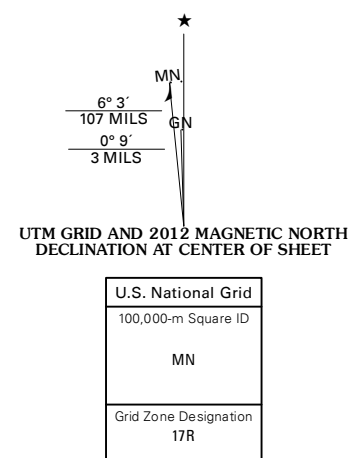 ★
MN
6° 3´
107 MILS
GN
0° 9´
3 MILS
UTM GRID AND 2012 MAGNETIC NORTH
DECLINATION AT CENTER OF SHEET
U.S. National Grid
100,000-m Square ID
MN
Grid Zone Designation
17R